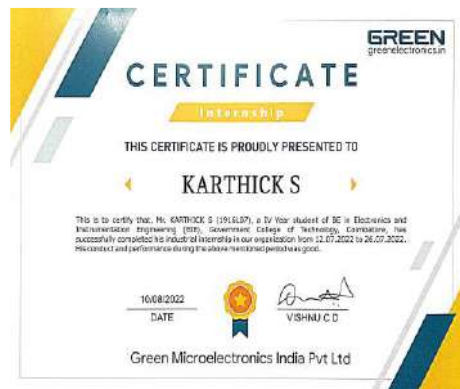 GREEN
greenelectronics.in
CERTIFICATE
Internship
THIS CERTIFICATE IS PROUDLY PRESENTED TO
KARTHICK S
This is to certify that, Mr. KARTHICK S (1916L07), a IV Year student of BE in Electronics and
Instrumentation Engineering (EIE), Government College of Technology, Coimbatore, has
successfully completed his industrial internship in our organization from 12.07.2022 to 26.07.2022.
His conduct and performance during the above mentioned period was good.
10/08/2022
DATE
VISHNU C D
Green Microelectronics India Pvt Ltd